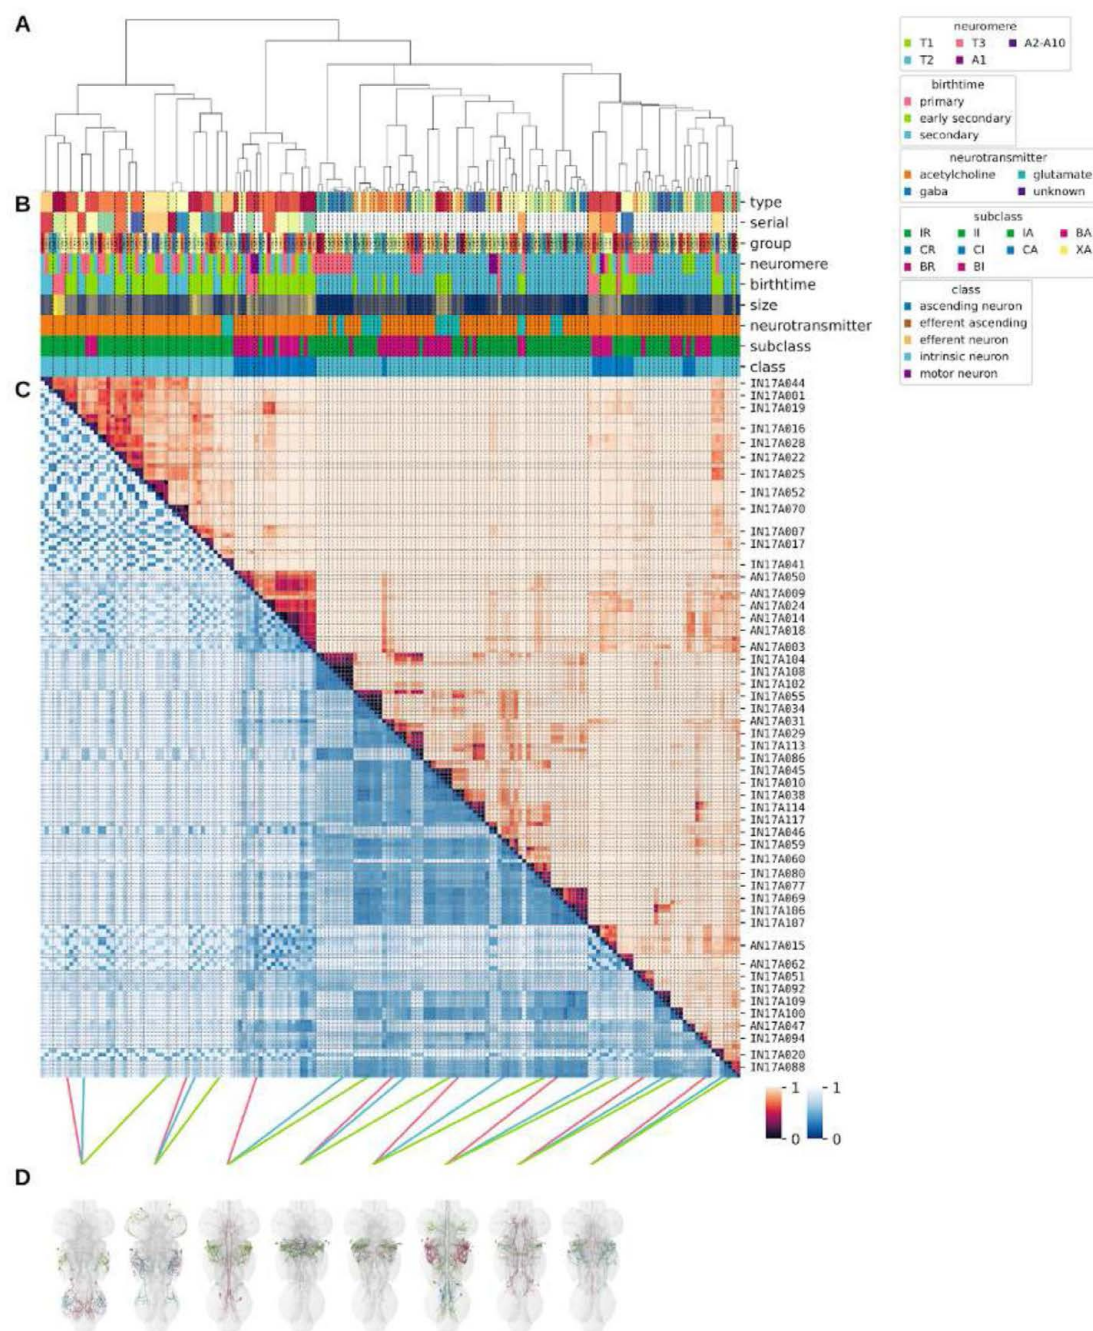 A
neuromere
T1 T3 A2-A10
T2 A1
birthtime
primary
early secondary
secondary
neurotransmitter
acetylcholine glutamate
gaba unknown
subclass
IR II IA BA
CR CI CA XA
BR BI
class
ascending neuron
efferent ascending
efferent neuron
intrinsic neuron
motor neuron
B
type
serial
group
neuromere
birthtime
size
neurotransmitter
subclass
class
C
IN17A044
IN17A001
IN17A019
IN17A016
IN17A028
IN17A022
IN17A025
IN17A052
IN17A070
IN17A007
IN17A017
IN17A041
AN17A050
AN17A009
AN17A024
AN17A014
AN17A018
AN17A003
IN17A104
IN17A108
IN17A102
IN17A055
IN17A034
AN17A031
IN17A029
IN17A113
IN17A086
IN17A045
IN17A010
IN17A038
IN17A114
IN17A117
IN17A046
IN17A059
IN17A060
IN17A080
IN17A077
IN17A069
IN17A106
IN17A107
AN17A015
AN17A062
IN17A051
IN17A092
IN17A109
IN17A100
AN17A047
IN17A094
IN17A020
IN17A088
1 1
0 0
D